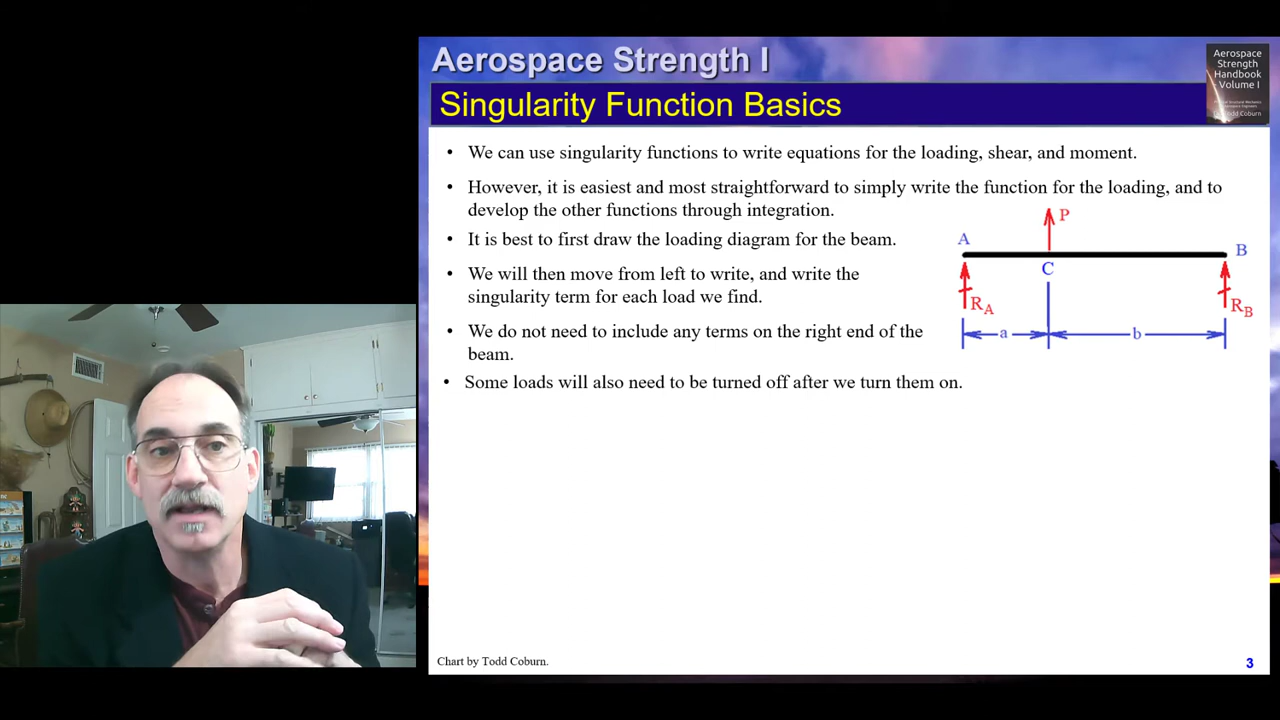 Aerospace Strength I
Aerospace
Strength
Handbook
Volume I
Singularity Function Basics
• We can use singularity functions to write equations for the loading, shear, and moment.
• However, it is easiest and most straightforward to simply write the function for the loading, and to
develop the other functions through integration.
• It is best to first draw the loading diagram for the beam.
• We will then move from left to write, and write the
singularity term for each load we find.
• We do not need to include any terms on the right end of the
beam.
• Some loads will also need to be turned off after we turn them on.
P
A
B
C
RA
RB
a
b
Chart by Todd Coburn.
3